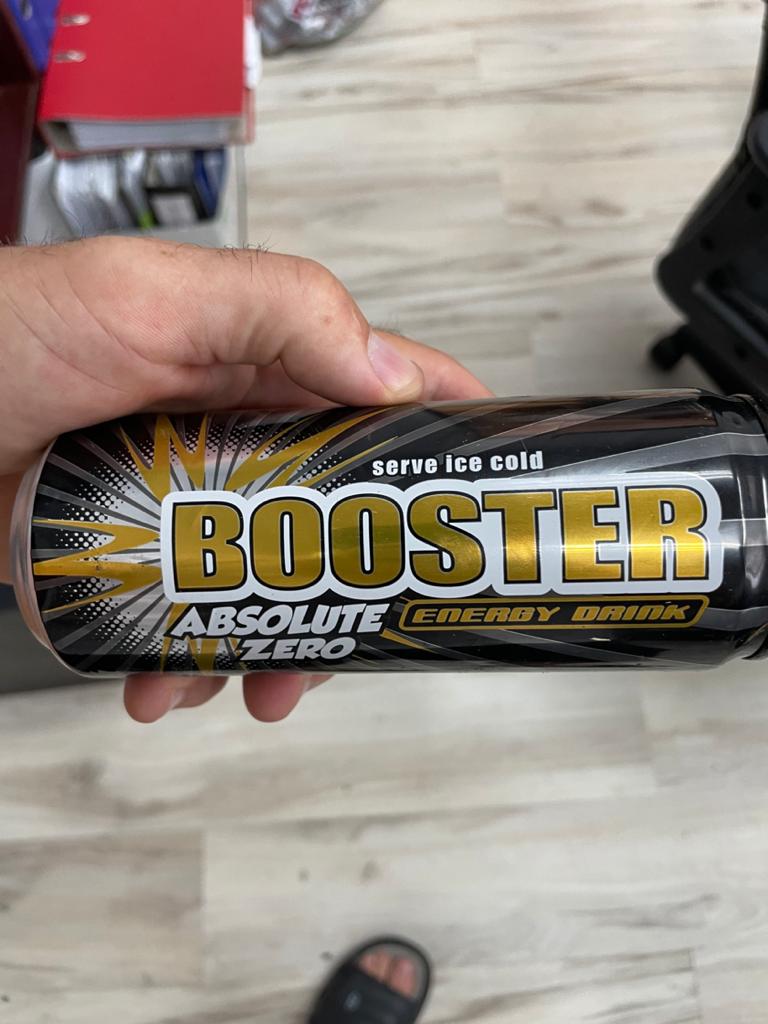 serve ice cold
BOOSTER
ABSOLUTE
ZERO
ENERGY DRINK